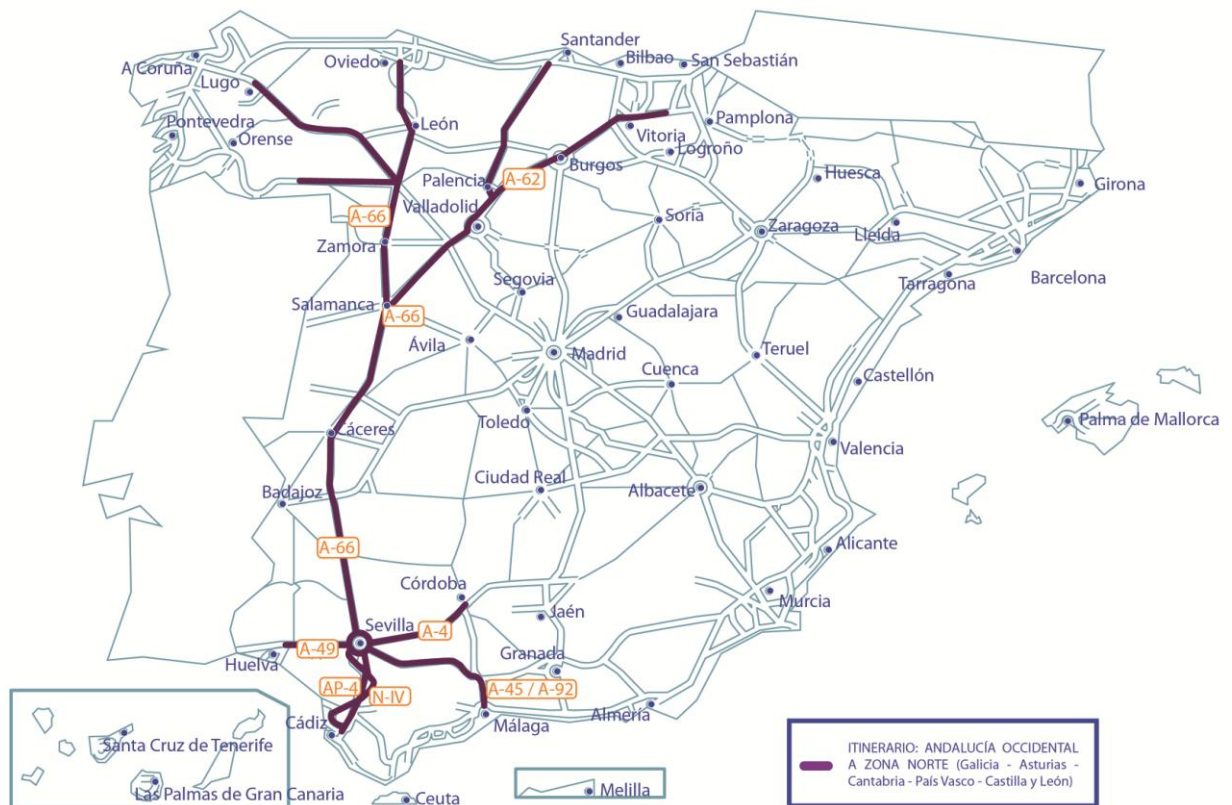 Santander
Oviedo
Bilbao
San Sebastián
A Coruña
Lugo
León
Pontevedra
Orense
Vitoria
Pamplona
Logroño
Burgos
Palencia
A-62
Huesca
Girona
Valladolid
A-66
Soria
Zaragoza
Lleida
Zamora
Barcelona
Tarragona
Segovia
Salamanca
A-66
Guadalajara
Ávila
Madrid
Teruel
Cuenca
Castellón
Toledo
Palma de Mallorca
Cáceres
Valencia
Ciudad Real
Badajoz
Albacete
A-66
Alicante
Córdoba
Murcia
Jaén
Sevilla
A-4
A-49
Huelva
Granada
AP-4
N-IV
A-45 / A-92
Almería
Málaga
Cádiz
Santa Cruz de Tenerife
Las Palmas de Gran Canaria
Ceuta
Melilla
ITINERARIO: ANDALUCÍA OCCIDENTAL
A ZONA NORTE (Galicia - Asturias -
Cantabria - País Vasco - Castilla y León)